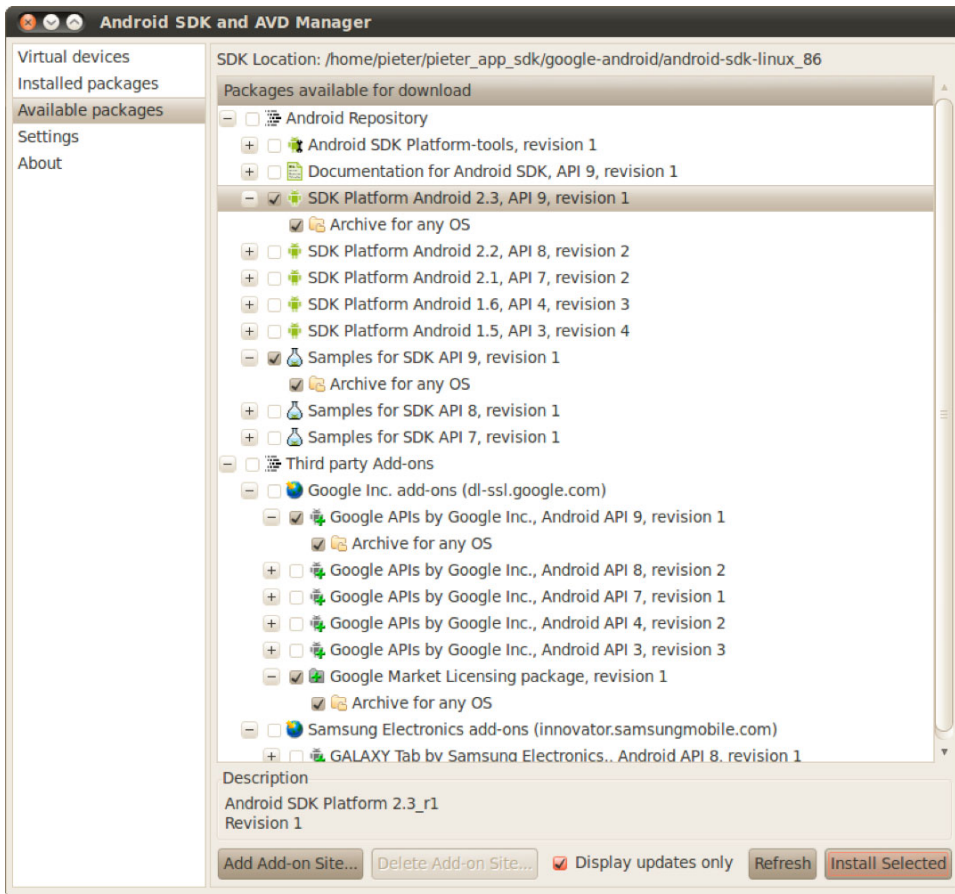 Android SDK and AVD Manager
Virtual devices
Installed packages
Available packages
Settings
About
SDK Location: /home/pieter/pieter_app_sdk/google-android/android-sdk-linux_86
Packages available for download
Android Repository
Android SDK Platform-tools, revision 1
Documentation for Android SDK, API 9, revision 1
SDK Platform Android 2.3, API 9, revision 1
Archive for any OS
SDK Platform Android 2.2, API 8, revision 2
SDK Platform Android 2.1, API 7, revision 2
SDK Platform Android 1.6, API 4, revision 3
SDK Platform Android 1.5, API 3, revision 4
Samples for SDK API 9, revision 1
Archive for any OS
Samples for SDK API 8, revision 1
Samples for SDK API 7, revision 1
Third party Add-ons
Google Inc. add-ons (dl-ssl.google.com)
Google APIs by Google Inc., Android API 9, revision 1
Archive for any OS
Google APIs by Google Inc., Android API 8, revision 2
Google APIs by Google Inc., Android API 7, revision 1
Google APIs by Google Inc., Android API 4, revision 2
Google APIs by Google Inc., Android API 3, revision 3
Google Market Licensing package, revision 1
Archive for any OS
Samsung Electronics add-ons (innovator.samsungmobile.com)
GALAXY Tab by Samsung Electronics., Android API 8, revision 1
Description
Android SDK Platform 2.3_r1
Revision 1
Add Add-on Site... Delete Add-on Site... Display updates only Refresh Install Selected